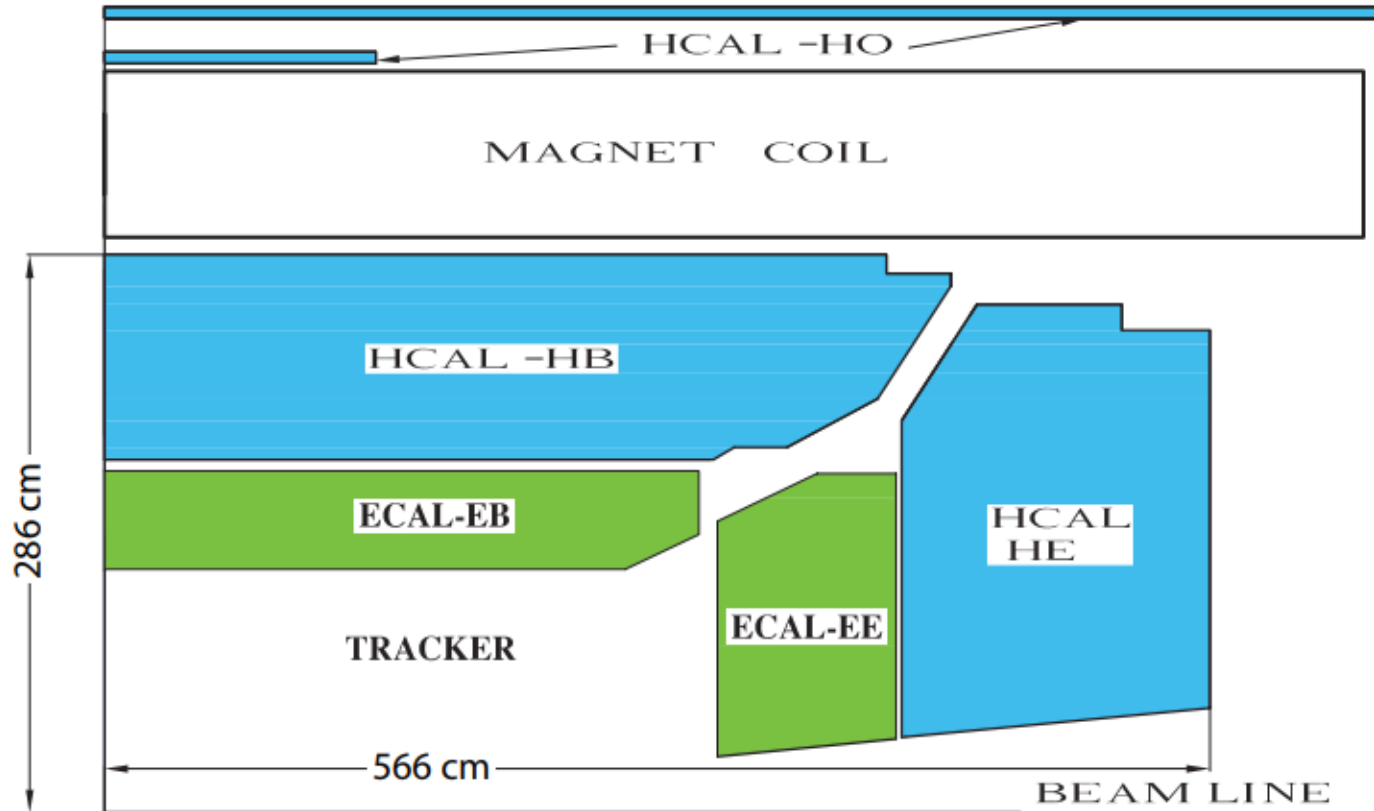 HCAL -HO
MAGNET COIL
HCAL -HB
286 cm
ECAL-EB
HCAL
HE
ECAL-EE
TRACKER
566 cm
BEAM LINE